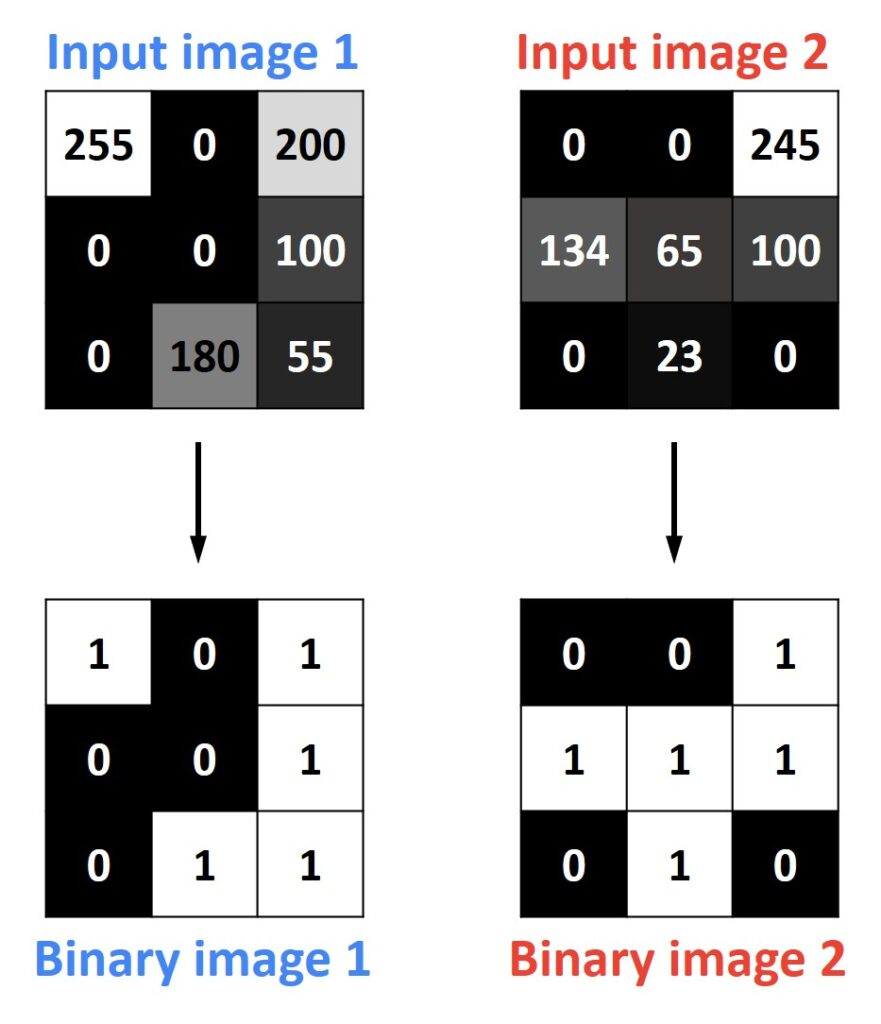 Input image 1
255 0 200
0 0 100
0 180 55
Binary image 1
1 0 1
0 0 1
0 1 1
Input image 2
0 0 245
134 65 100
0 23 0
Binary image 2
0 0 1
1 1 1
0 1 0